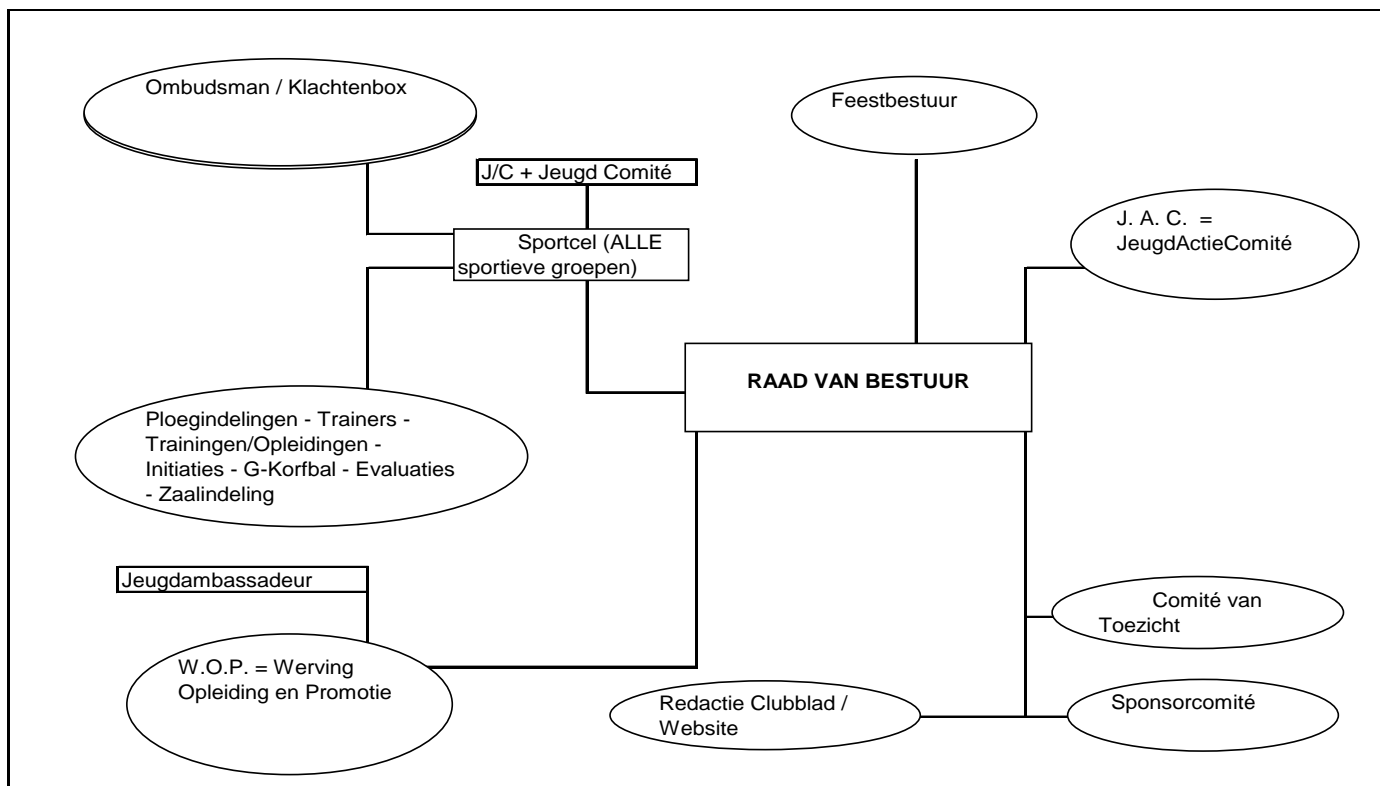 Ombudsman / Klachtenbox
Feestbestuur
J/C + Jeugd Comité
J. A. C. =
JeugdActieComité
Sportcel (ALLE
sportieve groepen)
RAAD VAN BESTUUR
Ploegindelingen - Trainers -
Trainingen/Opleidingen -
Initiaties - G-Korfbal - Evaluaties
- Zaalindeling
Jeugdambassadeur
Comité van
Toezicht
W.O.P. = Werving
Opleiding en Promotie
Redactie Clubblad /
Website
Sponsorcomité